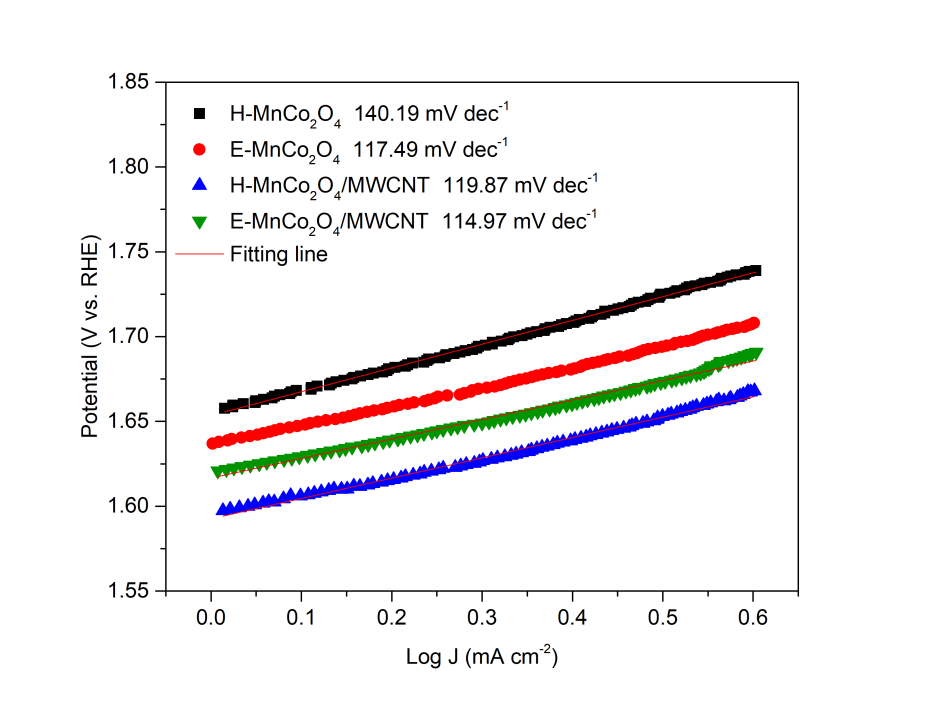 1.85
1.80
1.75
1.70
1.65
1.60
1.55
Potential (V vs. RHE)
H-MnCo₂O₄ 140.19 mV dec⁻¹
E-MnCo₂O₄ 117.49 mV dec⁻¹
H-MnCo₂O₄/MWCNT 119.87 mV dec⁻¹
E-MnCo₂O₄/MWCNT 114.97 mV dec⁻¹
Fitting line
0.0 0.1 0.2 0.3 0.4 0.5 0.6
Log J (mA cm⁻²)